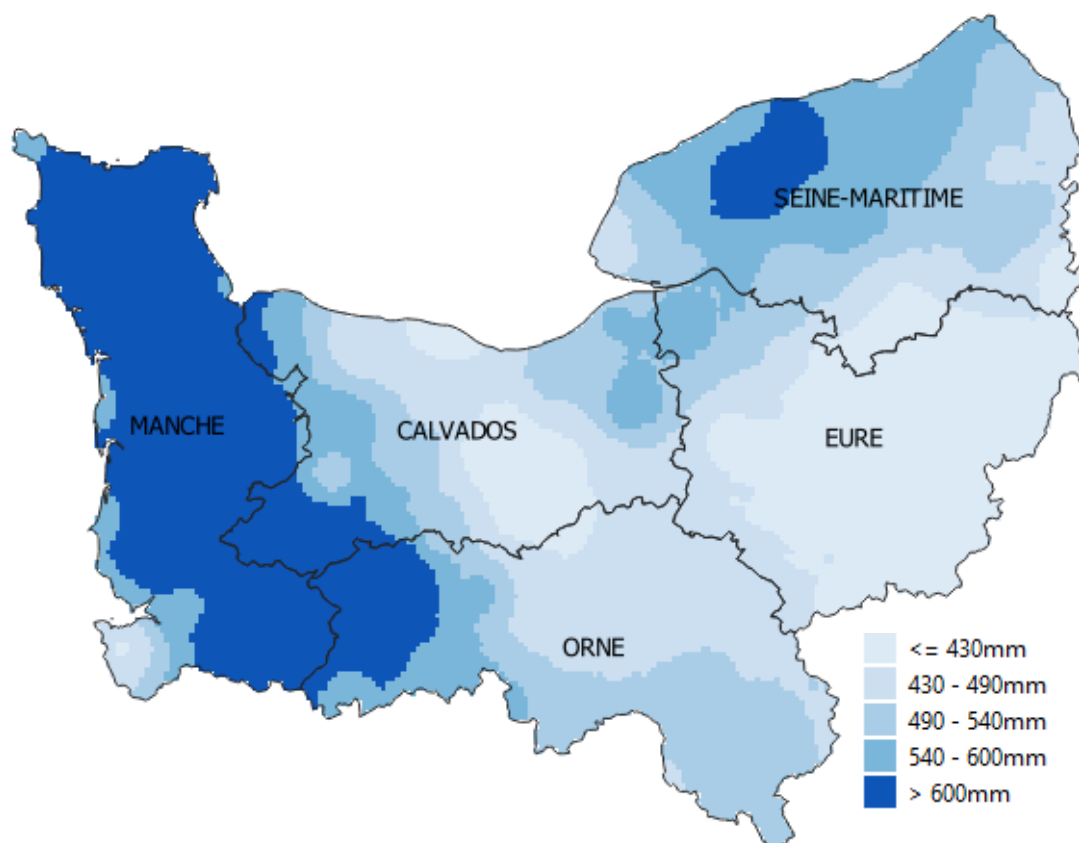 SEINE-MARITIME
MANCHE
CALVADOS
EURE
ORNE
<= 430mm
430 - 490mm
490 - 540mm
540 - 600mm
> 600mm